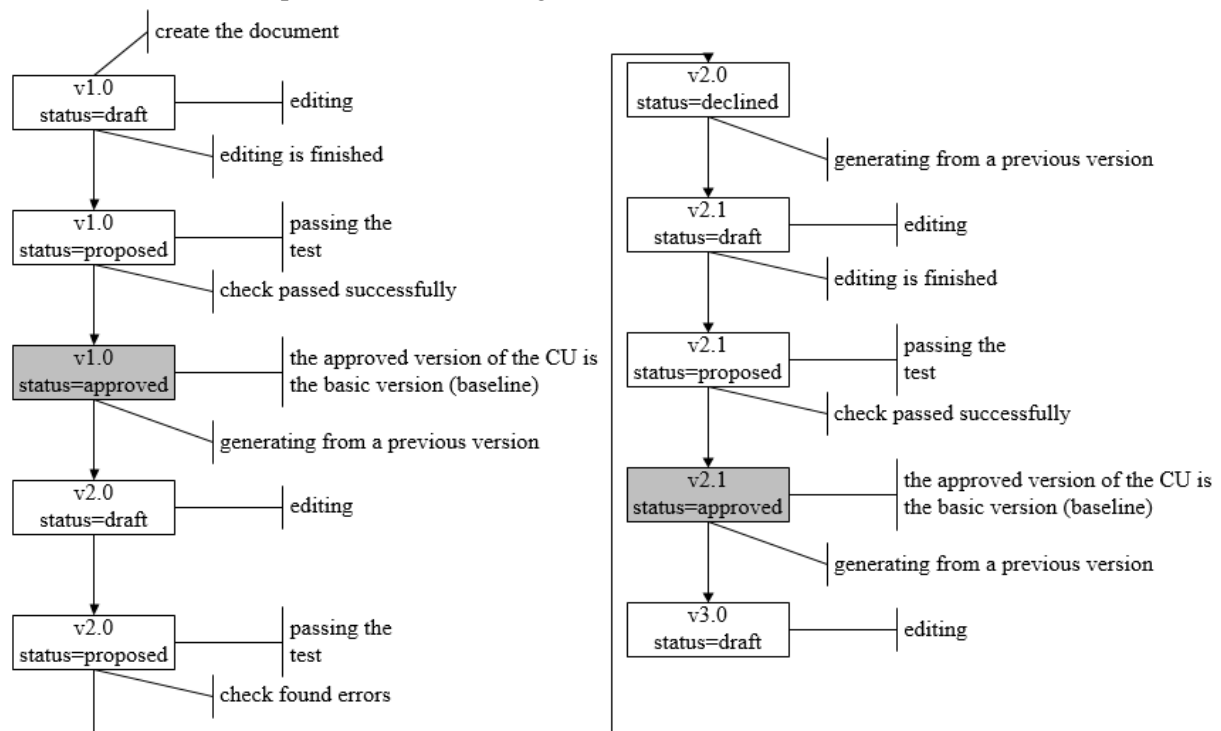 create the document
v1.0
status=draft
editing
editing is finished
v1.0
status=proposed
passing the
test
check passed successfully
v1.0
status=approved
the approved version of the CU is
the basic version (baseline)
generating from a previous version
v2.0
status=draft
editing
v2.0
status=proposed
passing the
test
check found errors
v2.0
status=declined
generating from a previous version
v2.1
status=draft
editing
editing is finished
v2.1
status=proposed
passing the
test
check passed successfully
v2.1
status=approved
the approved version of the CU is
the basic version (baseline)
generating from a previous version
v3.0
status=draft
editing